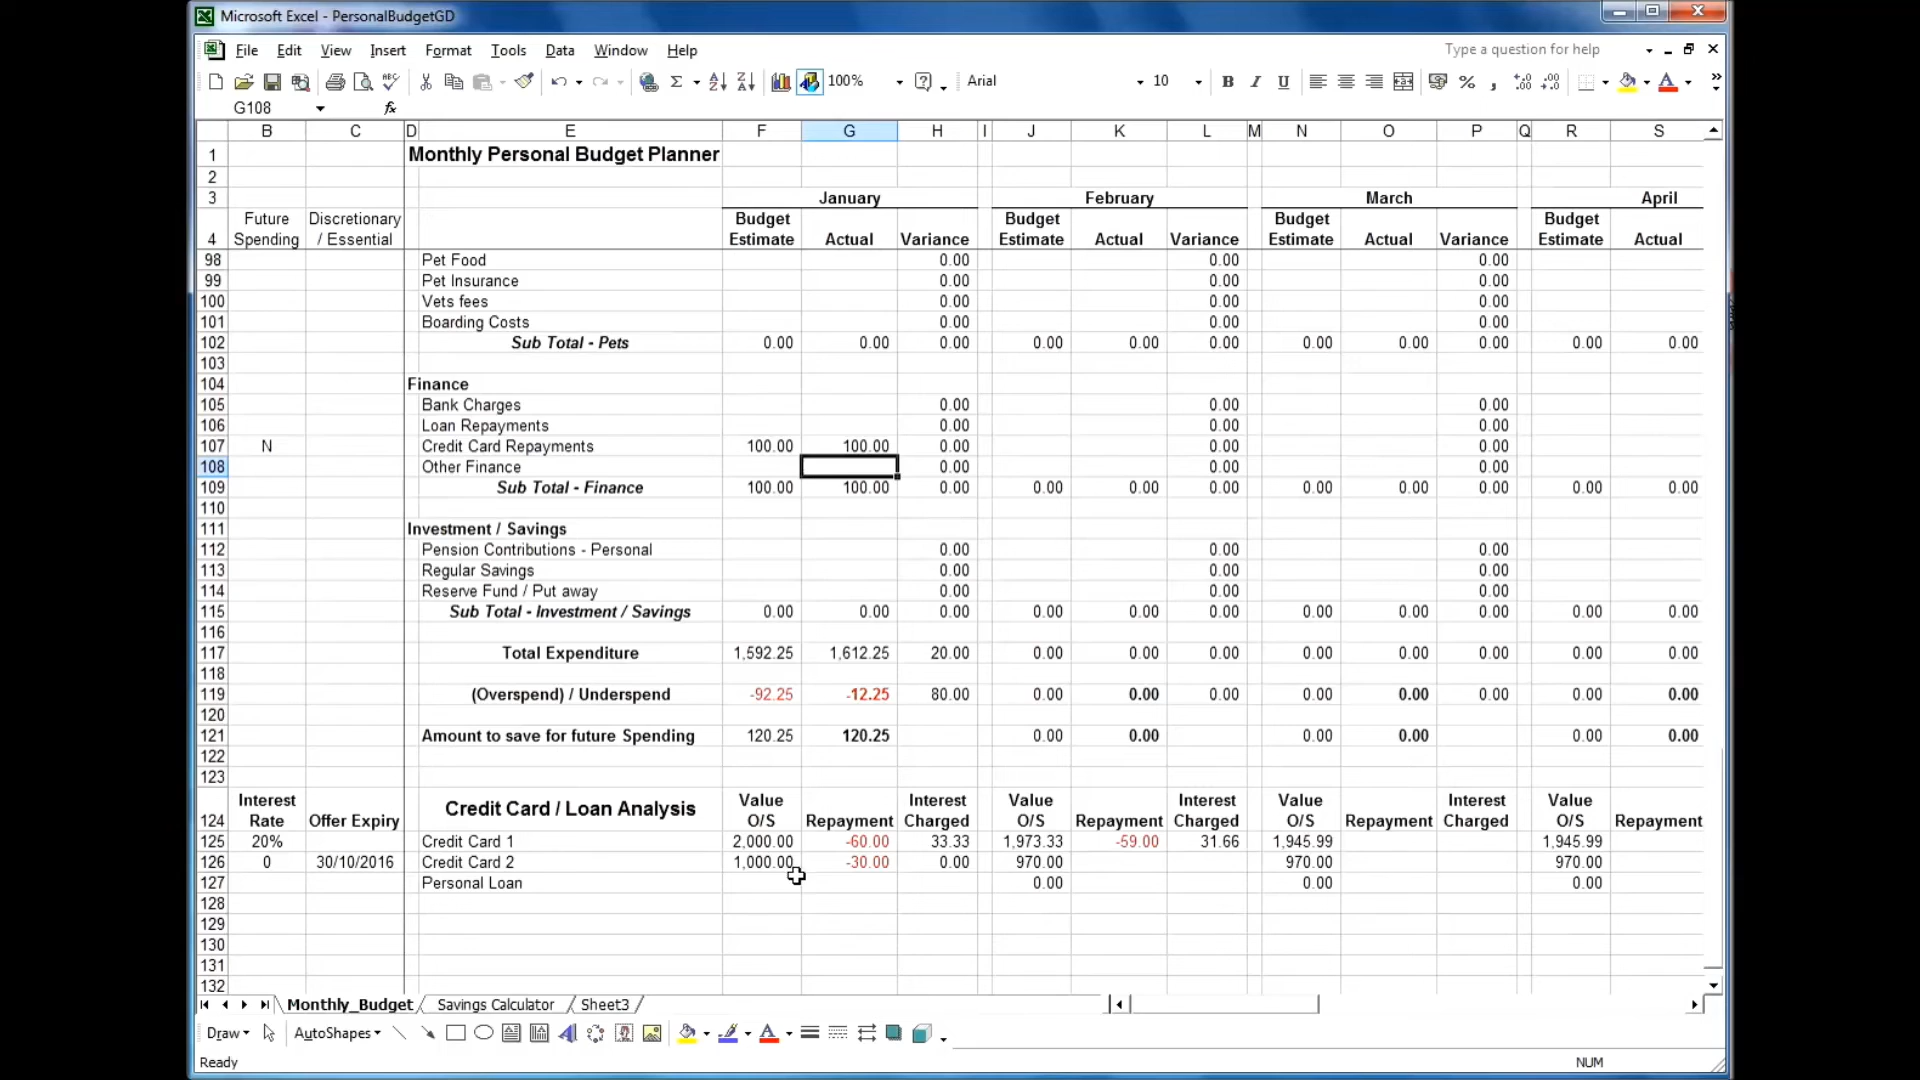 Microsoft Excel - PersonalBudgetGD
File Edit View Insert Format Tools Data Window Help Type a question for help
100% Arial 10 B I U
G108 fx
B C D E F G H I J K L M N O P Q R S
1 Monthly Personal Budget Planner
2
3 January February March April
Future Discretionary Budget Budget Budget Budget
4 Spending / Essential Estimate Actual Variance Estimate Actual Variance Estimate Actual Variance Estimate Actual
98 Pet Food 0.00 0.00 0.00
99 Pet Insurance 0.00 0.00 0.00
100 Vets fees 0.00 0.00 0.00
101 Boarding Costs 0.00 0.00 0.00
102 Sub Total - Pets 0.00 0.00 0.00 0.00 0.00 0.00 0.00 0.00 0.00 0.00 0.00
103
104 Finance
105 Bank Charges 0.00 0.00 0.00
106 Loan Repayments 0.00 0.00 0.00
107 N Credit Card Repayments 100.00 100.00 0.00 0.00 0.00
108 Other Finance 0.00 0.00 0.00
109 Sub Total - Finance 100.00 100.00 0.00 0.00 0.00 0.00 0.00 0.00 0.00 0.00 0.00
110
111 Investment / Savings
112 Pension Contributions - Personal 0.00 0.00 0.00
113 Regular Savings 0.00 0.00 0.00
114 Reserve Fund / Put away 0.00 0.00 0.00
115 Sub Total - Investment / Savings 0.00 0.00 0.00 0.00 0.00 0.00 0.00 0.00 0.00 0.00 0.00
116
117 Total Expenditure 1,592.25 1,612.25 20.00 0.00 0.00 0.00 0.00 0.00 0.00 0.00 0.00
118
119 (Overspend) / Underspend -92.25 -12.25 80.00 0.00 0.00 0.00 0.00 0.00 0.00 0.00 0.00
120
121 Amount to save for future Spending 120.25 120.25 0.00 0.00 0.00 0.00 0.00 0.00
122
123
Interest Credit Card / Loan Analysis Value Interest Value Interest Value Interest Value
124 Rate Offer Expiry O/S Repayment Charged O/S Repayment Charged O/S Repayment Charged O/S Repayment
125 20% Credit Card 1 2,000.00 -60.00 33.33 1,973.33 -59.00 31.66 1,945.99 1,945.99
126 0 30/10/2016 Credit Card 2 1,000.00 -30.00 0.00 970.00 970.00 970.00
127 Personal Loan 0.00 0.00 0.00
128
129
130
131
132
Monthly_Budget Savings Calculator Sheet3
Draw AutoShapes
Ready NUM